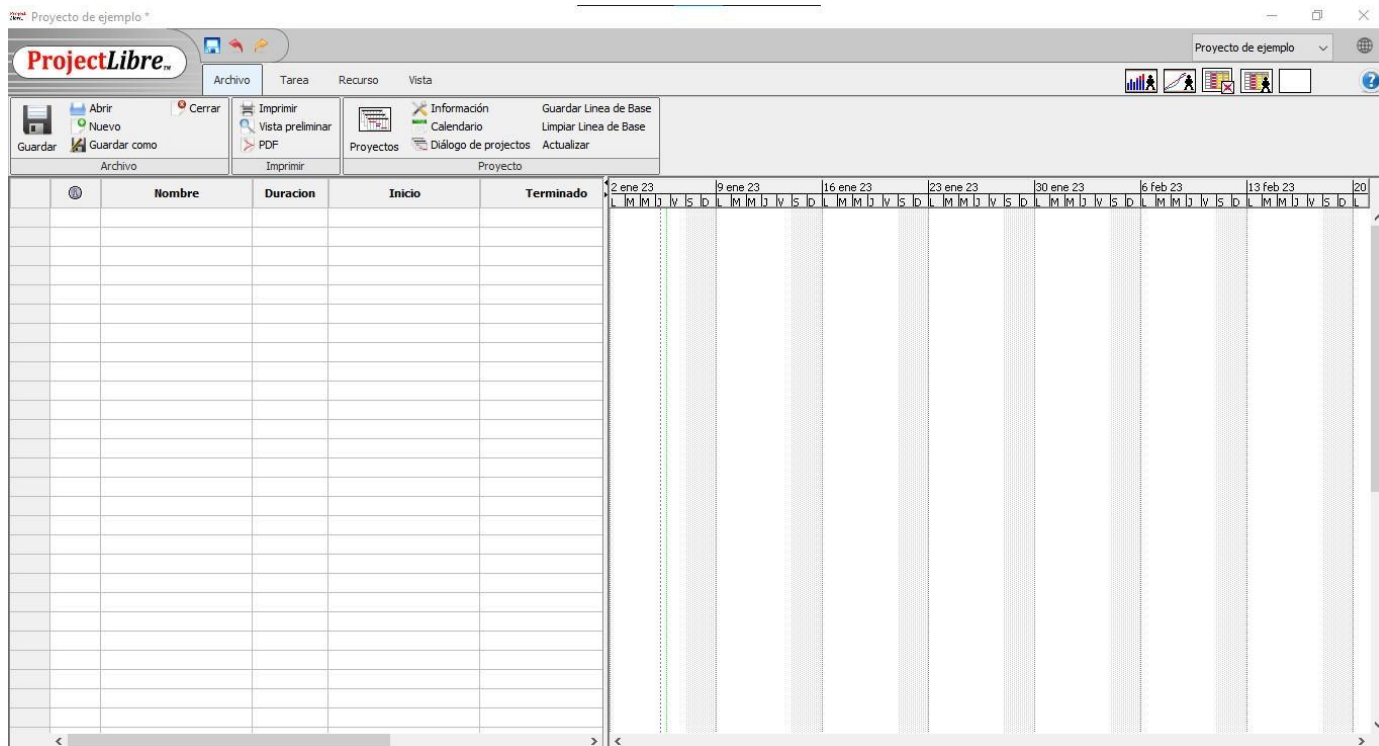 Proyecto de ejemplo *
ProjectLibre™
Proyecto de ejemplo
Archivo Tarea Recurso Vista
Guardar
Abrir
Nuevo
Guardar como
Cerrar
Archivo
Imprimir
Vista preliminar
PDF
Imprimir
Proyectos
Información
Calendario
Diálogo de projectos
Guardar Linea de Base
Limpiar Linea de Base
Actualizar
Proyecto
Nombre Duracion Inicio Terminado
2 ene 23 9 ene 23 16 ene 23 23 ene 23 30 ene 23 6 feb 23 13 feb 23 20
L M M J V S D L M M J V S D L M M J V S D L M M J V S D L M M J V S D L M M J V S D L M M J V S D L